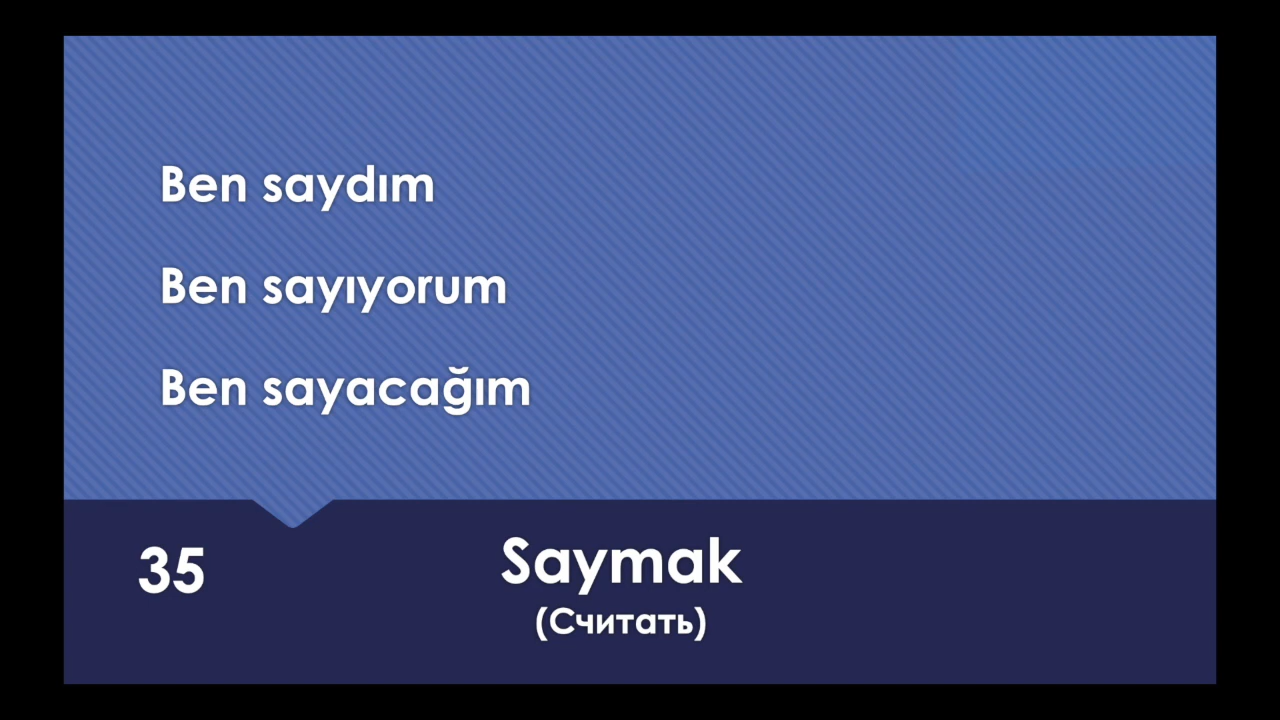 Ben saydım
Ben sayıyorum
Ben sayacağım
35
Saymak
(Считать)